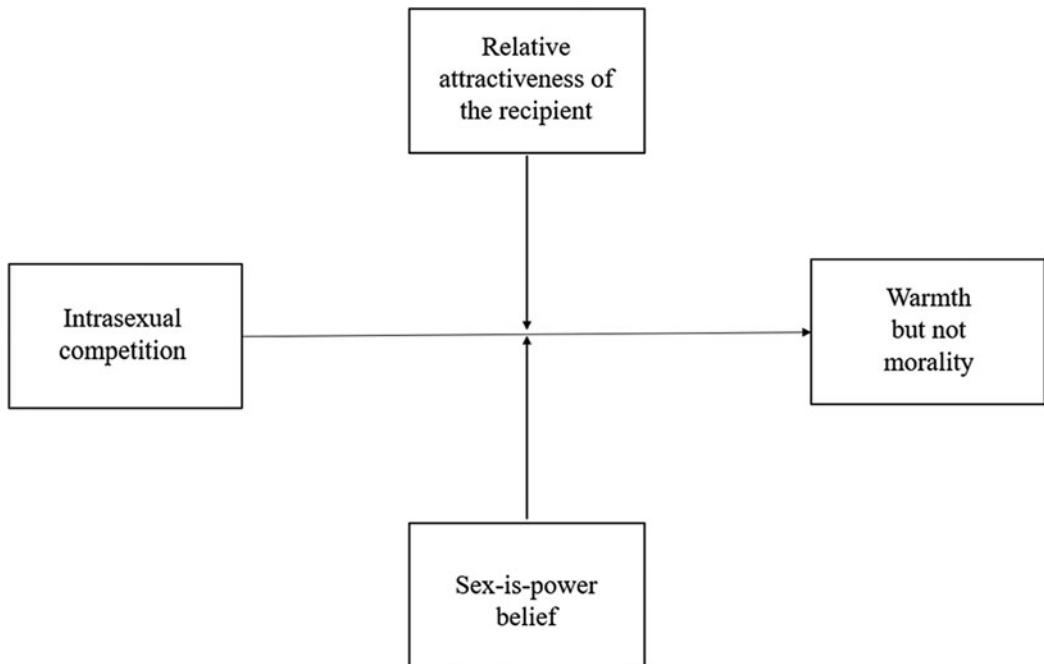 Relative
attractiveness of
the recipient
Intrasexual
competition
Warmth
but not
morality
Sex-is-power
belief